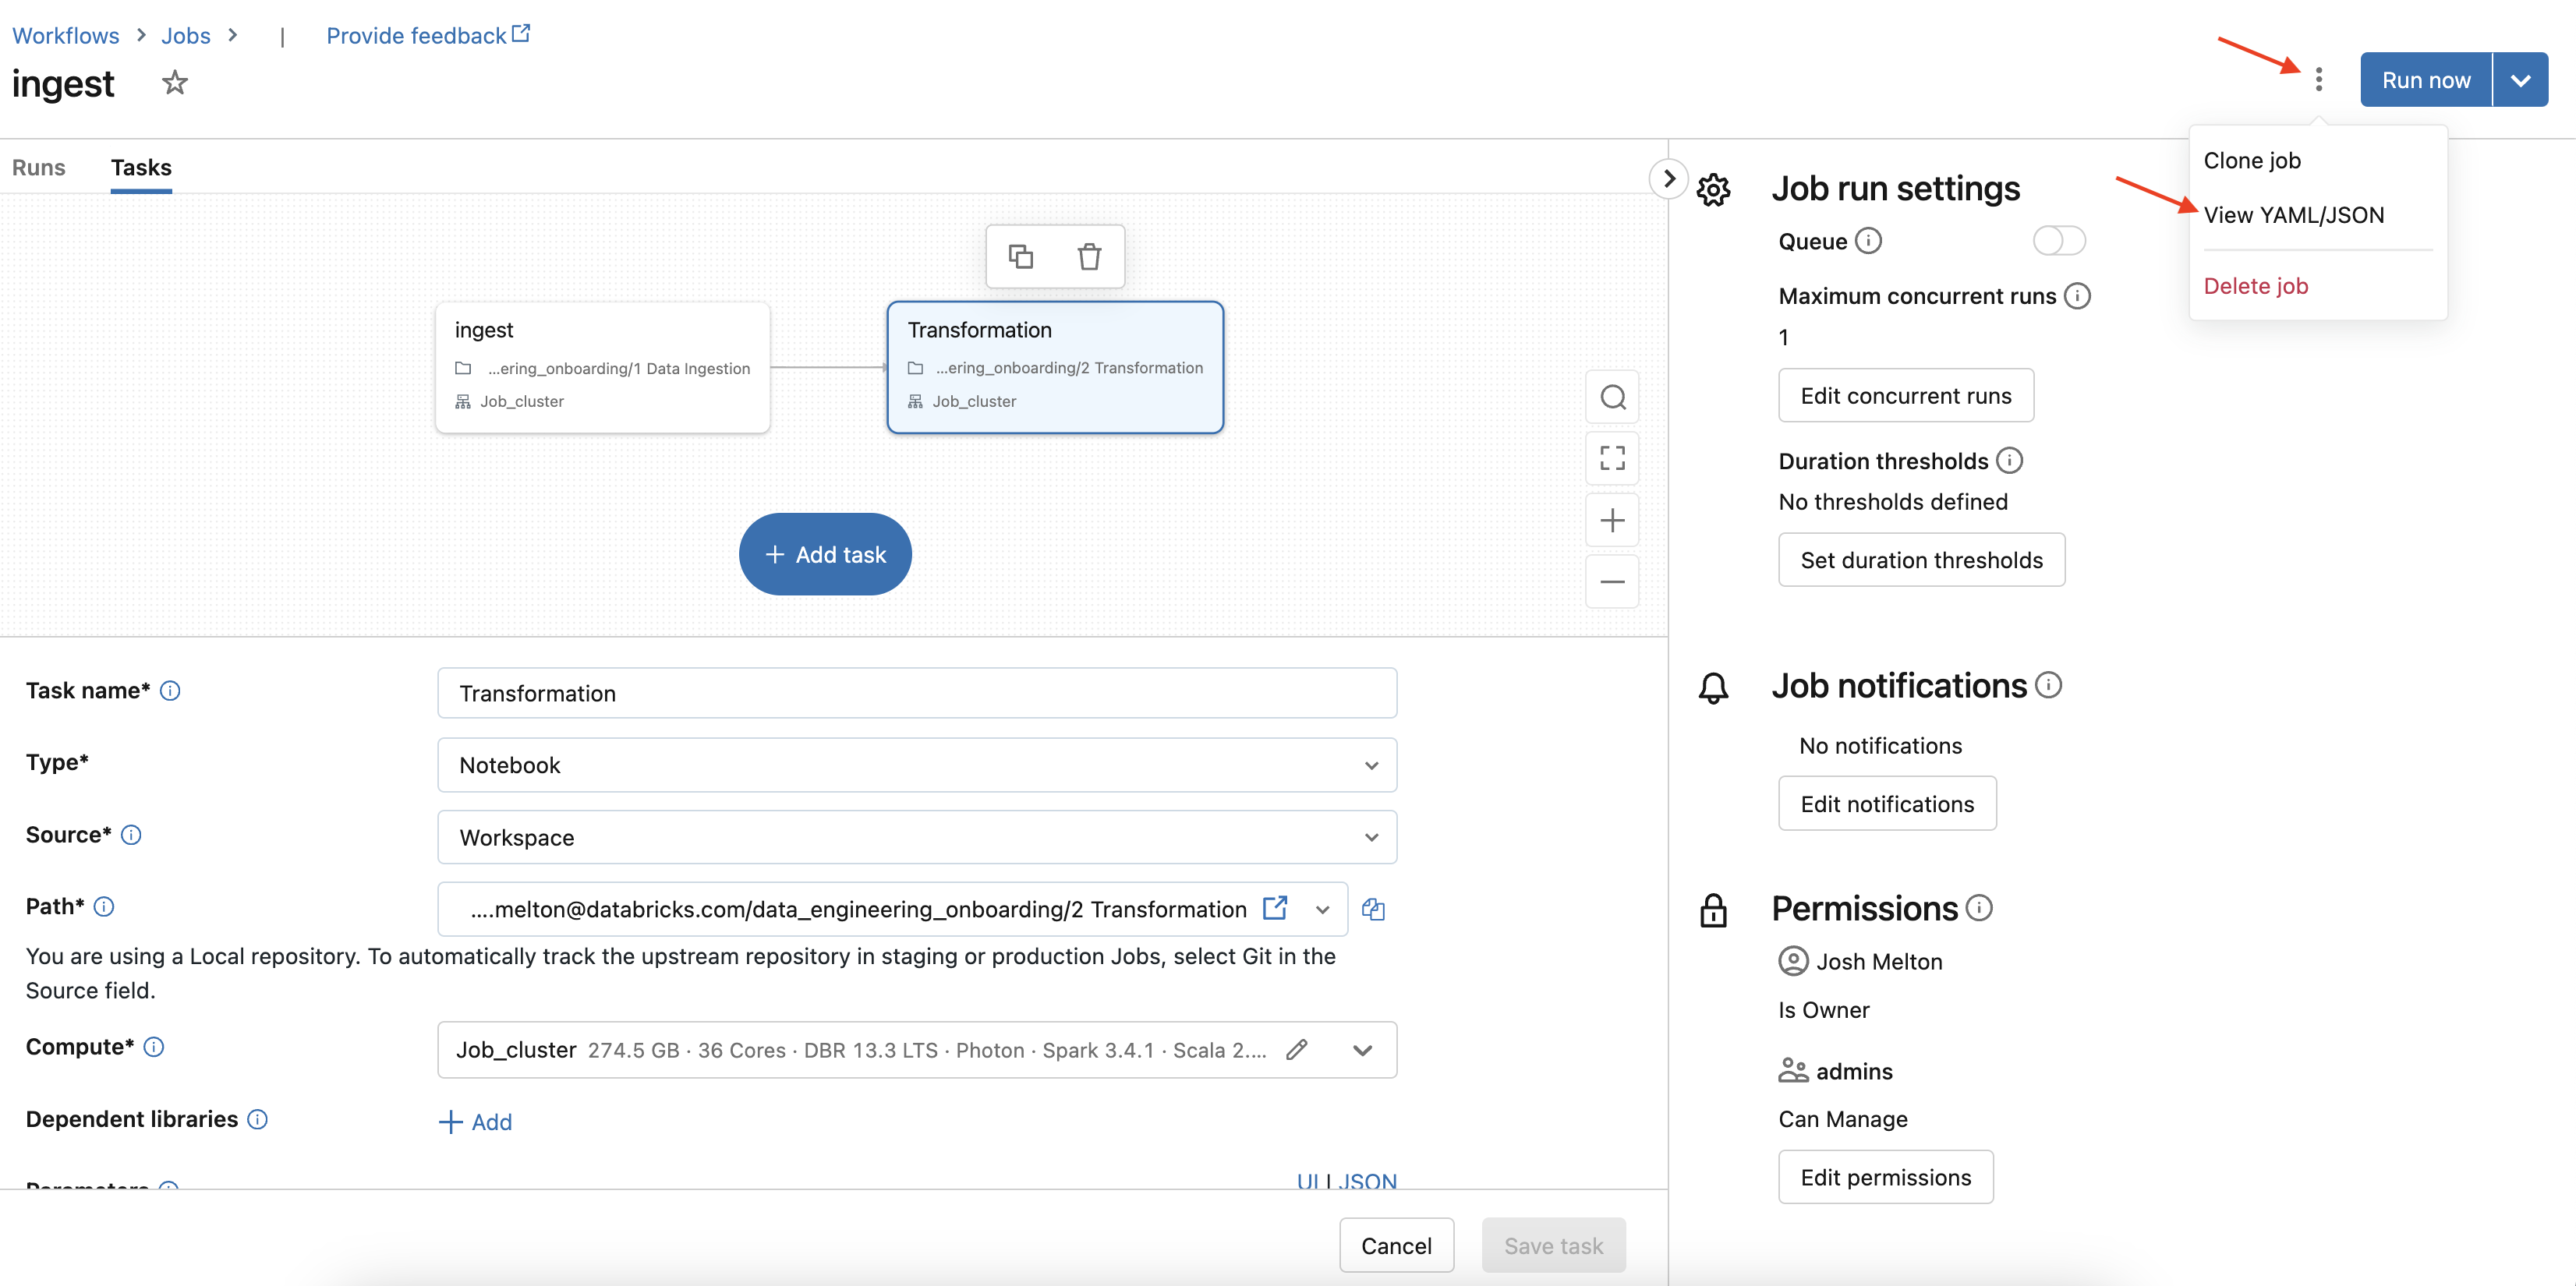 Workflows > Jobs > | Provide feedback
ingest
Run now
Clone job
View YAML/JSON
Delete job
Runs
Tasks
ingest
...ering_onboarding/1 Data Ingestion
Job_cluster
Transformation
...ering_onboarding/2 Transformation
Job_cluster
+ Add task
Task name*
Transformation
Type*
Notebook
Source*
Workspace
Path*
....melton@databricks.com/data_engineering_onboarding/2 Transformation
You are using a Local repository. To automatically track the upstream repository in staging or production Jobs, select Git in the
Source field.
Compute*
Job_cluster 274.5 GB · 36 Cores · DBR 13.3 LTS · Photon · Spark 3.4.1 · Scala 2....
Dependent libraries
+ Add
Parameters
UI | JSON
Cancel
Save task
Job run settings
Queue
Maximum concurrent runs
1
Edit concurrent runs
Duration thresholds
No thresholds defined
Set duration thresholds
Job notifications
No notifications
Edit notifications
Permissions
Josh Melton
Is Owner
admins
Can Manage
Edit permissions